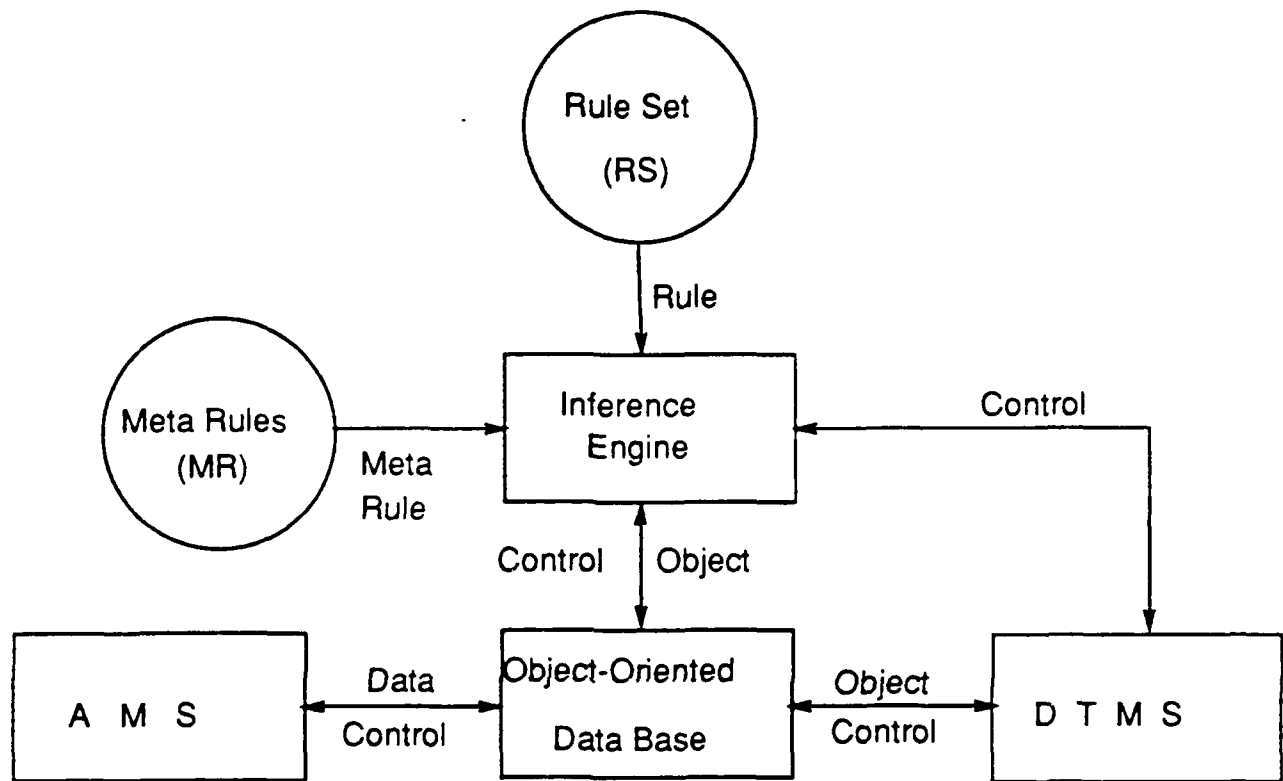 Rule Set
(RS)
Rule
Meta Rules
(MR)
Meta
Rule
Inference
Engine
Control
Control
Object
A M S
Data
Control
Object-Oriented
Data Base
Object
Control
D T M S